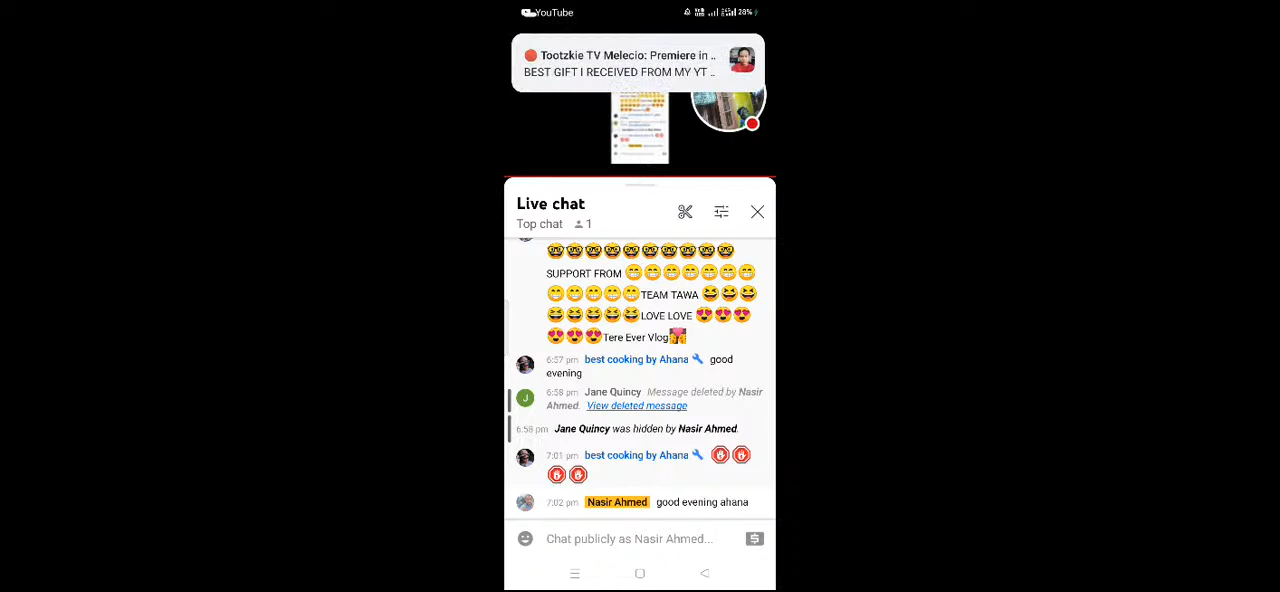 YouTube
28%
Tootzkie TV Melecio: Premiere in ..
BEST GIFT I RECEIVED FROM MY YT ..
Live chat
Top chat 1
SUPPORT FROM
TEAM TAWA
LOVE LOVE
Tere Ever Vlog
6:57 pm best cooking by Ahana good
evening
6:58 pm Jane Quincy Message deleted by Nasir
Ahmed. View deleted message
J
6:58 pm Jane Quincy was hidden by Nasir Ahmed.
7:01 pm best cooking by Ahana
7:02 pm Nasir Ahmed good evening ahana
Chat publicly as Nasir Ahmed...